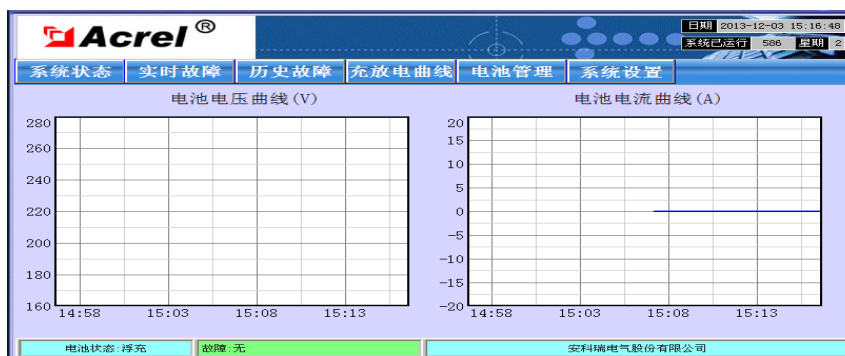 Acrel®
日期 2013-12-03 15:16:48
系统已运行 586 星期 2
系统状态 实时故障 历史故障 充放电曲线 电池管理 系统设置
电池电压曲线(V)
280
260
240
220
200
180
160
14:58 15:03 15:08 15:13
电池电流曲线(A)
20
15
10
5
0
-5
-10
-15
-20
14:58 15:03 15:08 15:13
电池状态:浮充 故障:无 安科瑞电气股份有限公司